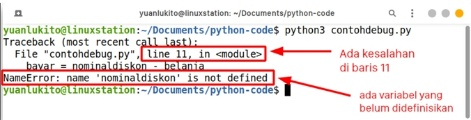 yuanlukito@linuxstation: ~/Documents/python-code
yuanlukito@linuxstation:~/Documents/python-code$ python3 contohdebug.py
Traceback (most recent call last):
File "contohdebug.py", line 11, in <module>
bayar = nominaldiskon - belanja
NameError: name 'nominaldiskon' is not defined
yuanlukito@linuxstation:~/Documents/python-code$
Ada kesalahan
di baris 11
ada variabel yang
belum didefinisikan